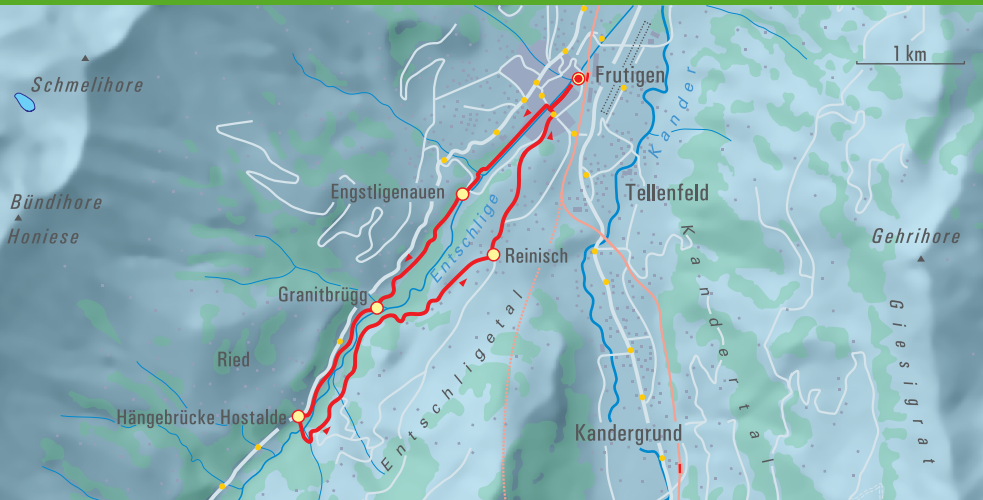 1 km
Frutigen
Schmelihore
Kander
Engstligenauen
Tellenfeld
Bündihore
Honiese
Entschlige
Gehrihore
Reinisch
Granitbrügg
Kandertal
Giesigrat
Entschligetal
Ried
Hängebrücke Hostalde
Kandergrund